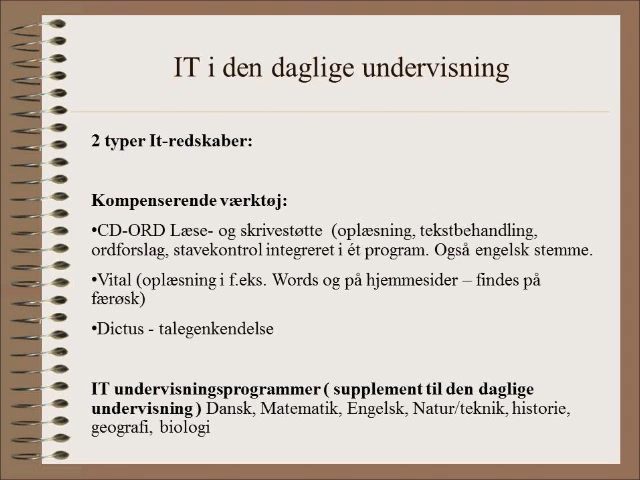 IT i den daglige undervisning
2 typer It-redskaber:
Kompenserende værktøj:
•CD-ORD Læse- og skrivestøtte (oplæsning, tekstbehandling,
ordforslag, stavekontrol integreret i ét program. Også engelsk stemme.
•Vital (oplæsning i f.eks. Words og på hjemmesider – findes på
færøsk)
•Dictus - talegenkendelse
IT undervisningsprogrammer ( supplement til den daglige
undervisning ) Dansk, Matematik, Engelsk, Natur/teknik, historie,
geografi, biologi